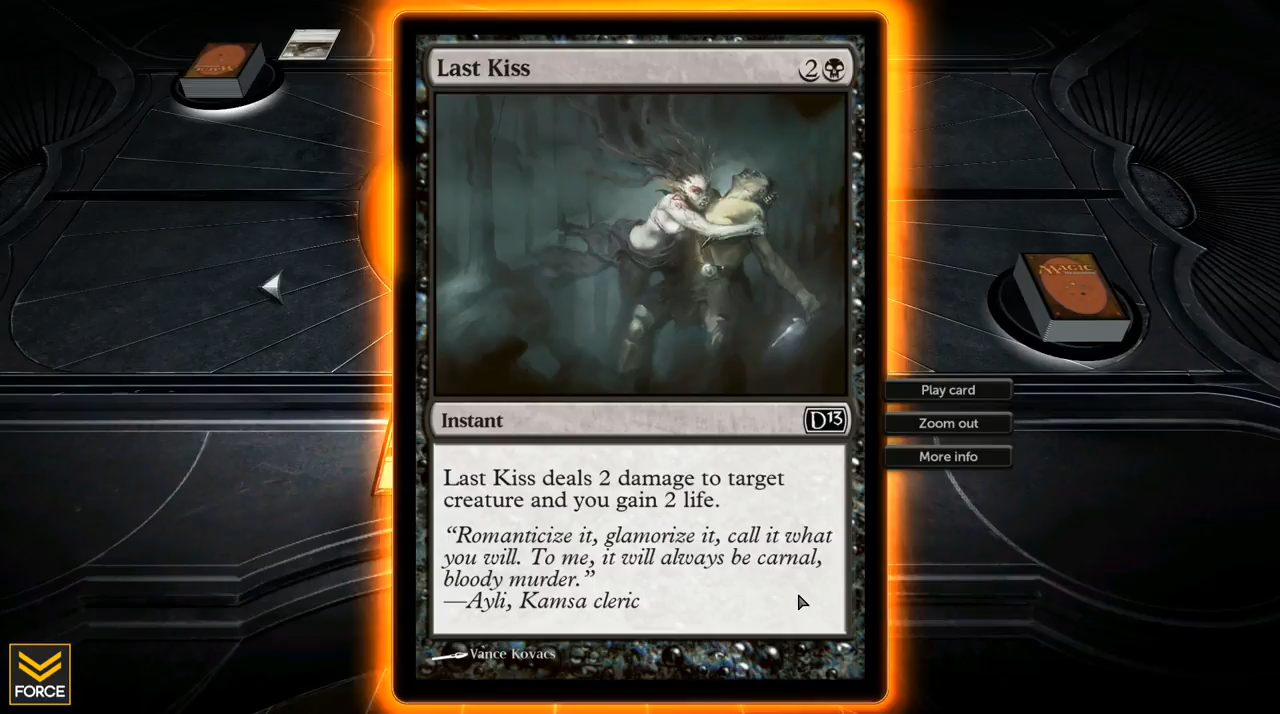 Last Kiss 2
Instant D13
Last Kiss deals 2 damage to target
creature and you gain 2 life.
“Romanticize it, glamorize it, call it what
you will. To me, it will always be carnal,
bloody murder.”
—Ayli, Kamsa cleric
Vance Kovacs
MAGIC
Play card
Zoom out
More info
FORCE